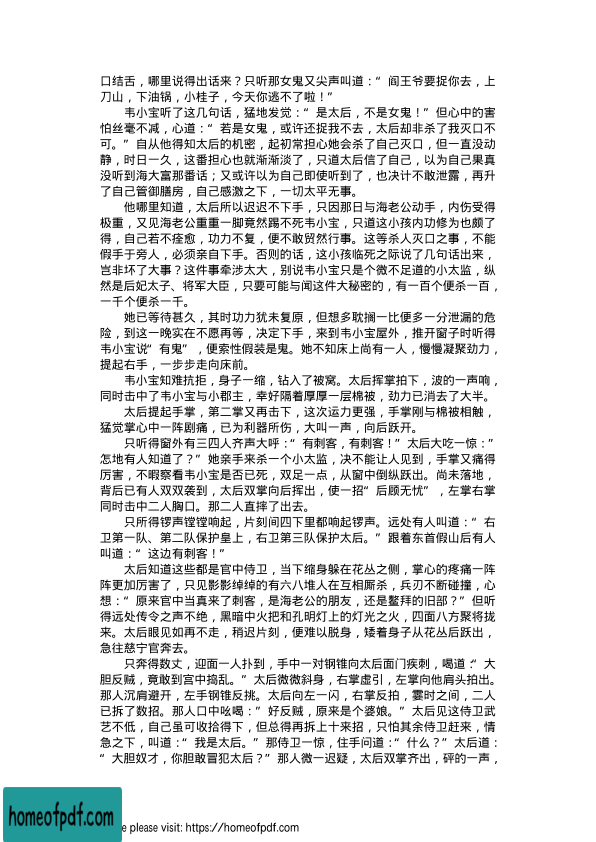 口结舌，哪里说得出话来？只听那女鬼又尖声叫道：“阎王爷要捉你去，上
刀山，下油锅，小桂子，今天你逃不了啦！”
韦小宝听了这几句话，猛地发觉：“是太后，不是女鬼！”但心中的害
怕丝毫不减，心道：“若是女鬼，或许还捉我不去，太后却非杀了我灭口不
可。”自从他得知太后的机密，起初常担心她会杀了自己灭口，但一直没动
静，时日一久，这番担心也就渐渐淡了，只道太后信了自己，以为自己果真
没听到海大富那番话；又或许以为自己即使听到了，也决计不敢泄露，再升
了自己管御膳房，自己感激之下，一切太平无事。
他哪里知道，太后所以迟迟不下手，只因那日与海老公动手，内伤受得
极重，又见海老公重重一脚竟然踢不死韦小宝，只道这小孩内功修为也颇了
得，自己若不痊愈，功力不复，便不敢贸然行事。这等杀人灭口之事，不能
假手于旁人，必须亲自下手。否则的话，这小孩临死之际说了几句话出来，
岂非坏了大事？这件事牵涉太大，别说韦小宝只是个微不足道的小太监，纵
然是后妃太子、将军大臣，只要可能与闻这件大秘密的，有一百个便杀一百，
一千个便杀一千。
她已等待甚久，其时功力犹未复原，但想多耽搁一比便多一分泄漏的危
险，到这一晚实在不愿再等，决定下手，来到韦小宝屋外，推开窗子时听得
韦小宝说“有鬼”，便索性假装是鬼。她不知床上尚有一人，慢慢凝聚劲力，
提起右手，一步步走向床前。
韦小宝知难抗拒，身子一缩，钻入了被窝。太后挥掌拍下，波的一声响，
同时击中了韦小宝与小郡主，幸好隔着厚厚一层棉被，劲力已消去了大半。
太后提起手掌，第二掌又再击下，这次运力更强，手掌刚与棉被相触，
猛觉掌心中一阵剧痛，已为利器所伤，大叫一声，向后跃开。
只听得窗外有三四人齐声大呼：“有刺客，有刺客！”太后大吃一惊：”
怎地有人知道了？”她亲手来杀一个小太监，决不能让人见到，手掌又痛得
厉害，不暇察看韦小宝是否已死，双足一点，从窗中倒纵跃出。尚未落地，
背后已有人双双袭到，太后双掌向后挥出，使一招“后顾无忧”，左掌右掌
同时击中二人胸口。那二人直摔了出去。
只所得锣声镗镗响起，片刻间四下里都响起锣声。远处有人叫道：“右
卫第一队、第二队保护皇上，右卫第三队保护太后。”跟着东首假山后有人
叫道：“这边有刺客！”
太后知道这些都是官中侍卫，当下缩身躲在花丛之侧，掌心的疼痛一阵
阵更加厉害了，只见影影绰绰的有六八堆人在互相厮杀，兵刃不断碰撞，心
想：“原来官中当真来了刺客，是海老公的朋友，还是鳌拜的旧部？”但听
得远处传令之声不绝，黑暗中火把和孔明灯上的灯光之火，四面八方聚将拢
来。太后眼见如再不走，稍迟片刻，便难以脱身，矮着身子从花丛后跃出，
急往慈宁官奔去。
只奔得数丈，迎面一人扑到，手中一对钢锥向太后面门疾刺，喝道：“大
胆反贼，竟敢到宫中捣乱。”太后微微斜身，右掌虚引，左掌向他肩头拍出。
那人沉肩避开，左手钢锥反挑。太后向左一闪，右掌反拍，霎时之间，二人
已拆了数招。那人口中吆喝：“好反贼，原来是个婆娘。”太后见这侍卫武
艺不低，自己虽可收拾得下，但总得再拆上十来招，只怕其余侍卫赶来，情
急之下，叫道：“我是太后。”那侍卫一惊，住手问道：“什么？”太后道：
“大胆奴才，你胆敢冒犯太后？”那人微一迟疑，太后双掌齐出，砰的一声，
homeofpdf.com
e please visit: https://homeofpdf.com